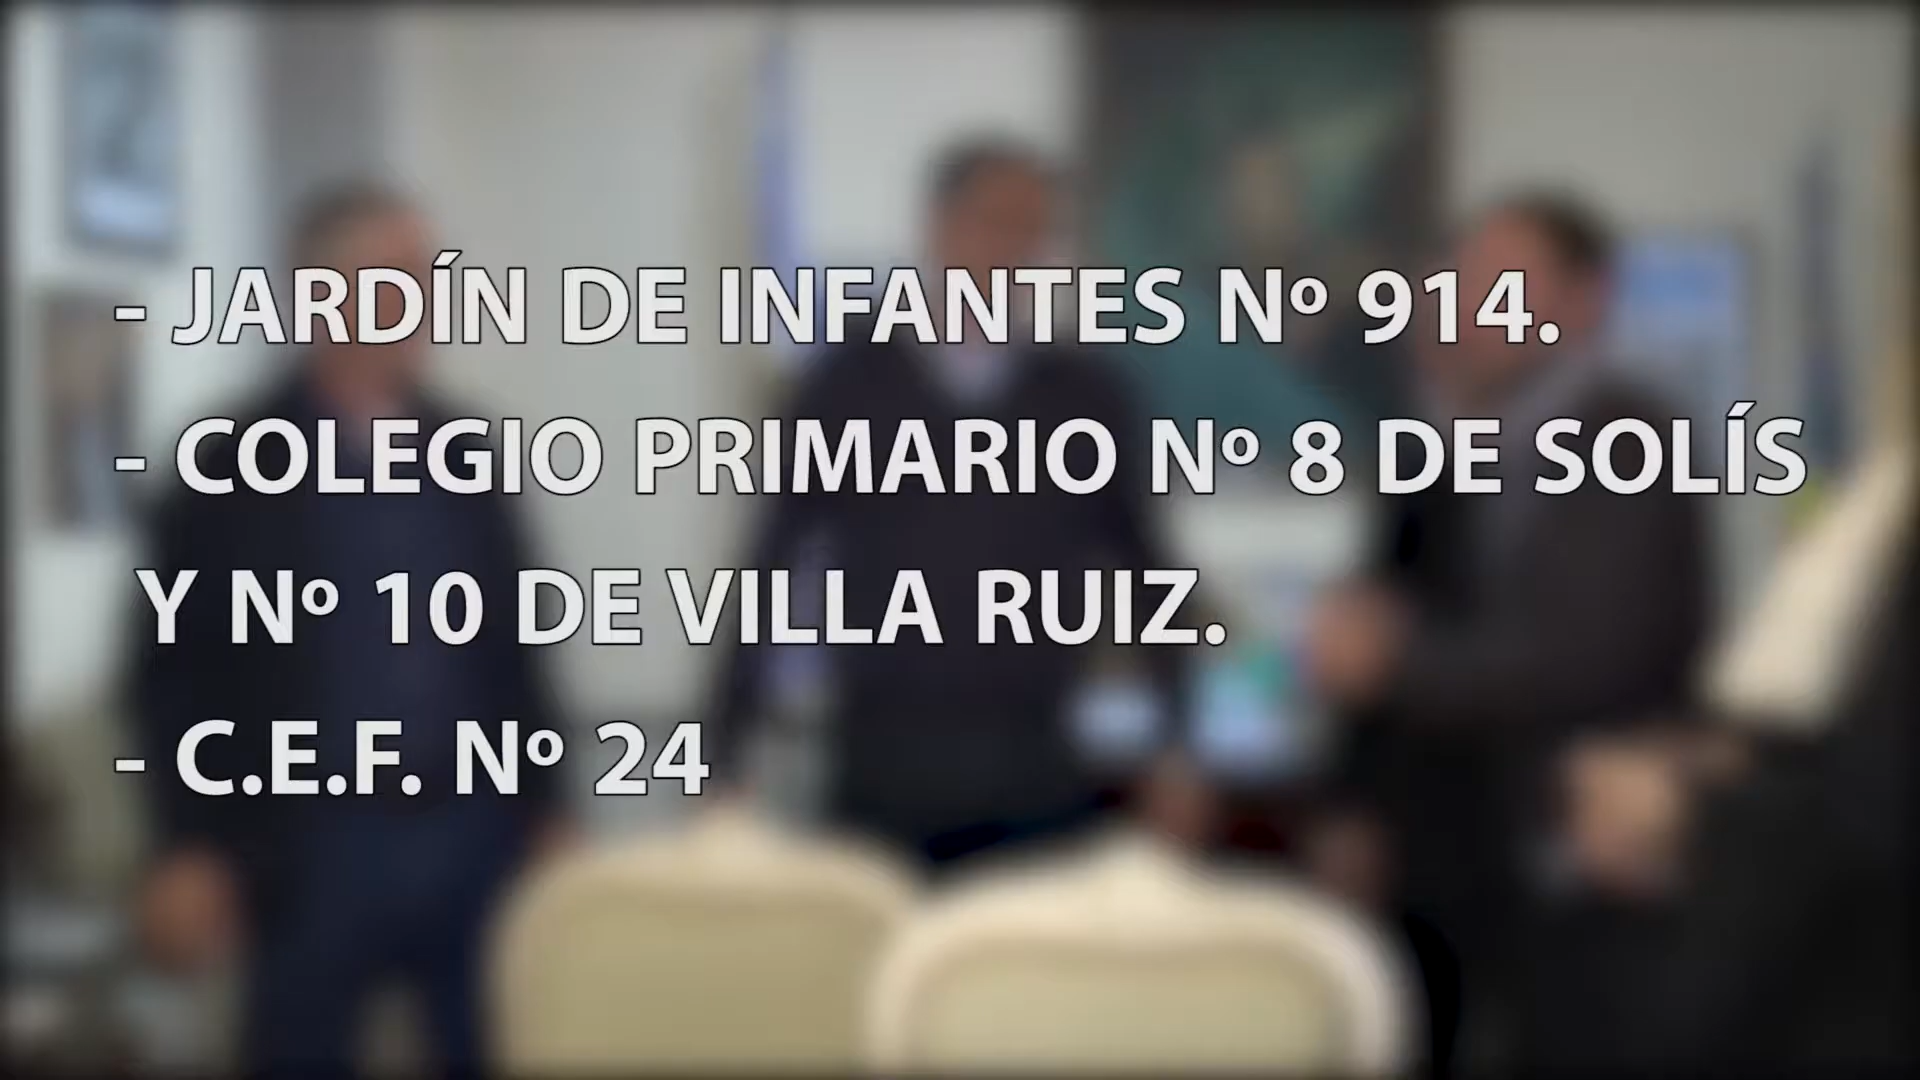 - JARDÍN DE INFANTES Nº 914.
- COLEGIO PRIMARIO Nº 8 DE SOLÍS
Y Nº 10 DE VILLA RUIZ.
- C.E.F. Nº 24